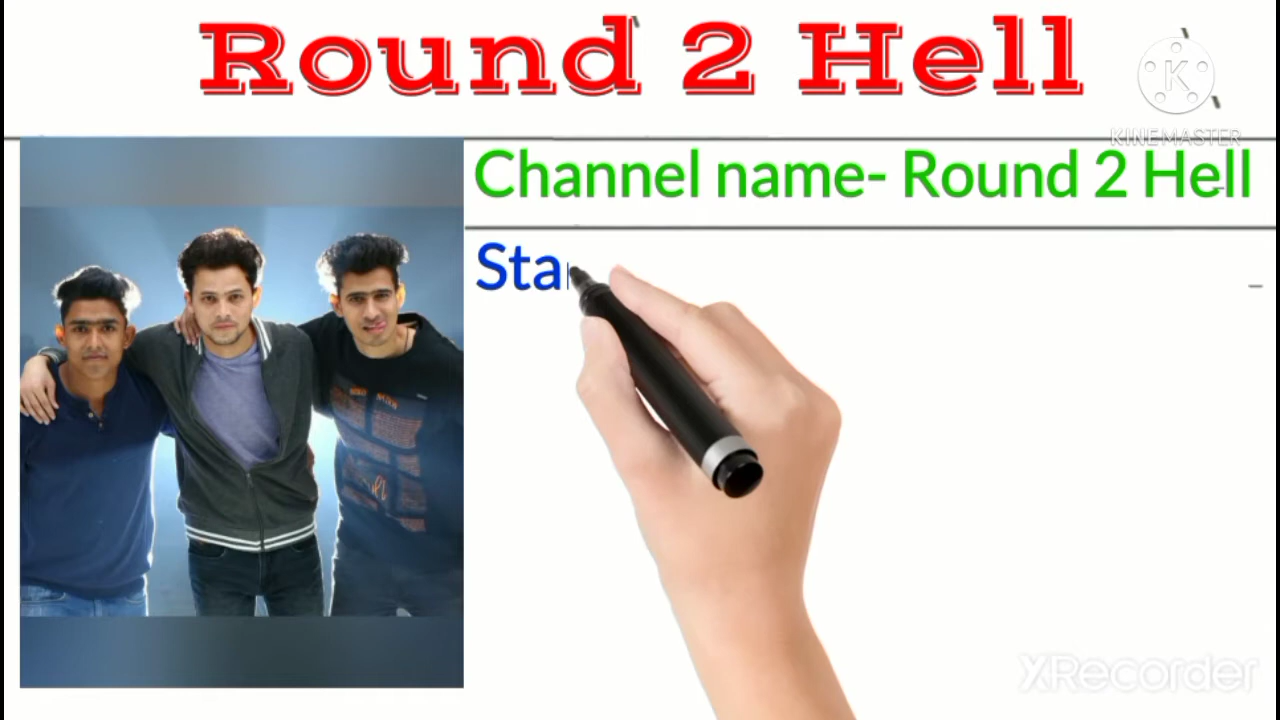 Round 2 Hell
K
KINEMASTER
Channel name- Round 2 Hell
Sta
XRecorder